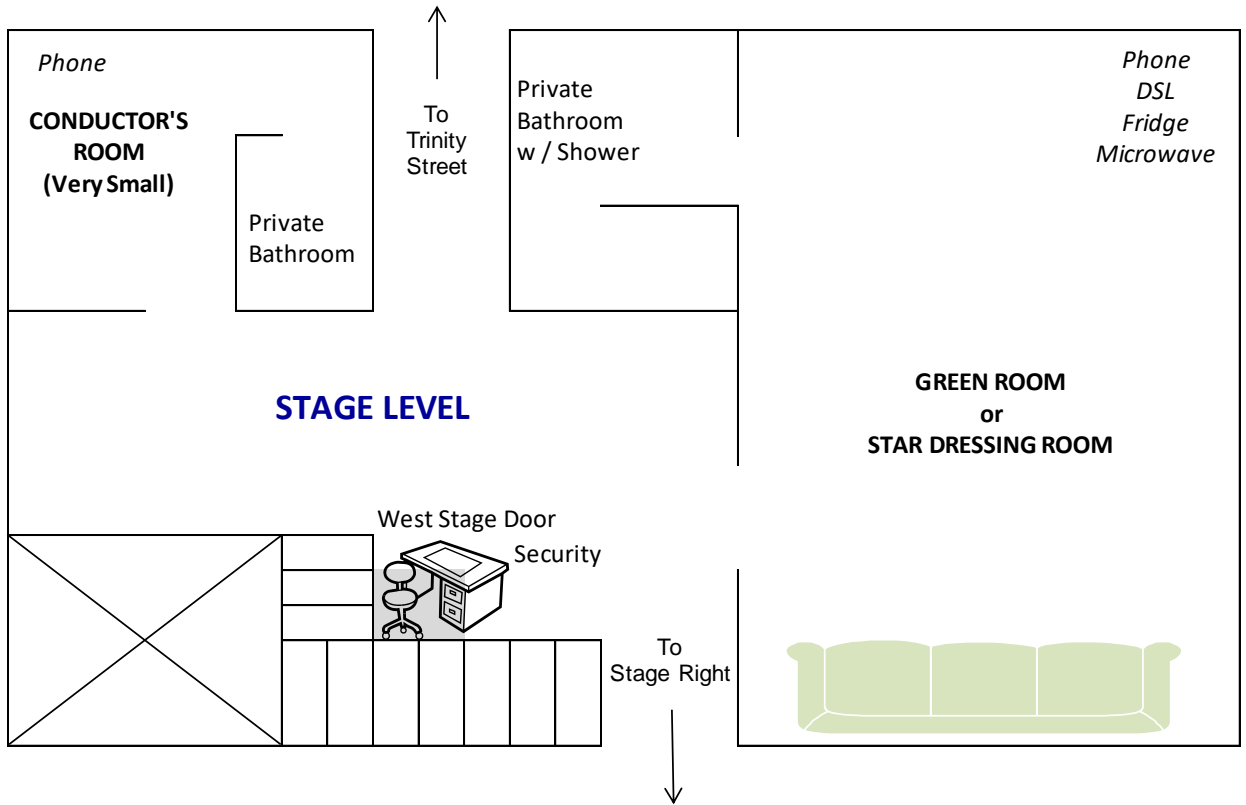 Phone
CONDUCTOR'S
ROOM
(Very Small)
Private
Bathroom
To
Trinity
Street
Private
Bathroom
w / Shower
Phone
DSL
Fridge
Microwave
STAGE LEVEL
GREEN ROOM
or
STAR DRESSING ROOM
West Stage Door
Security
To
Stage Right